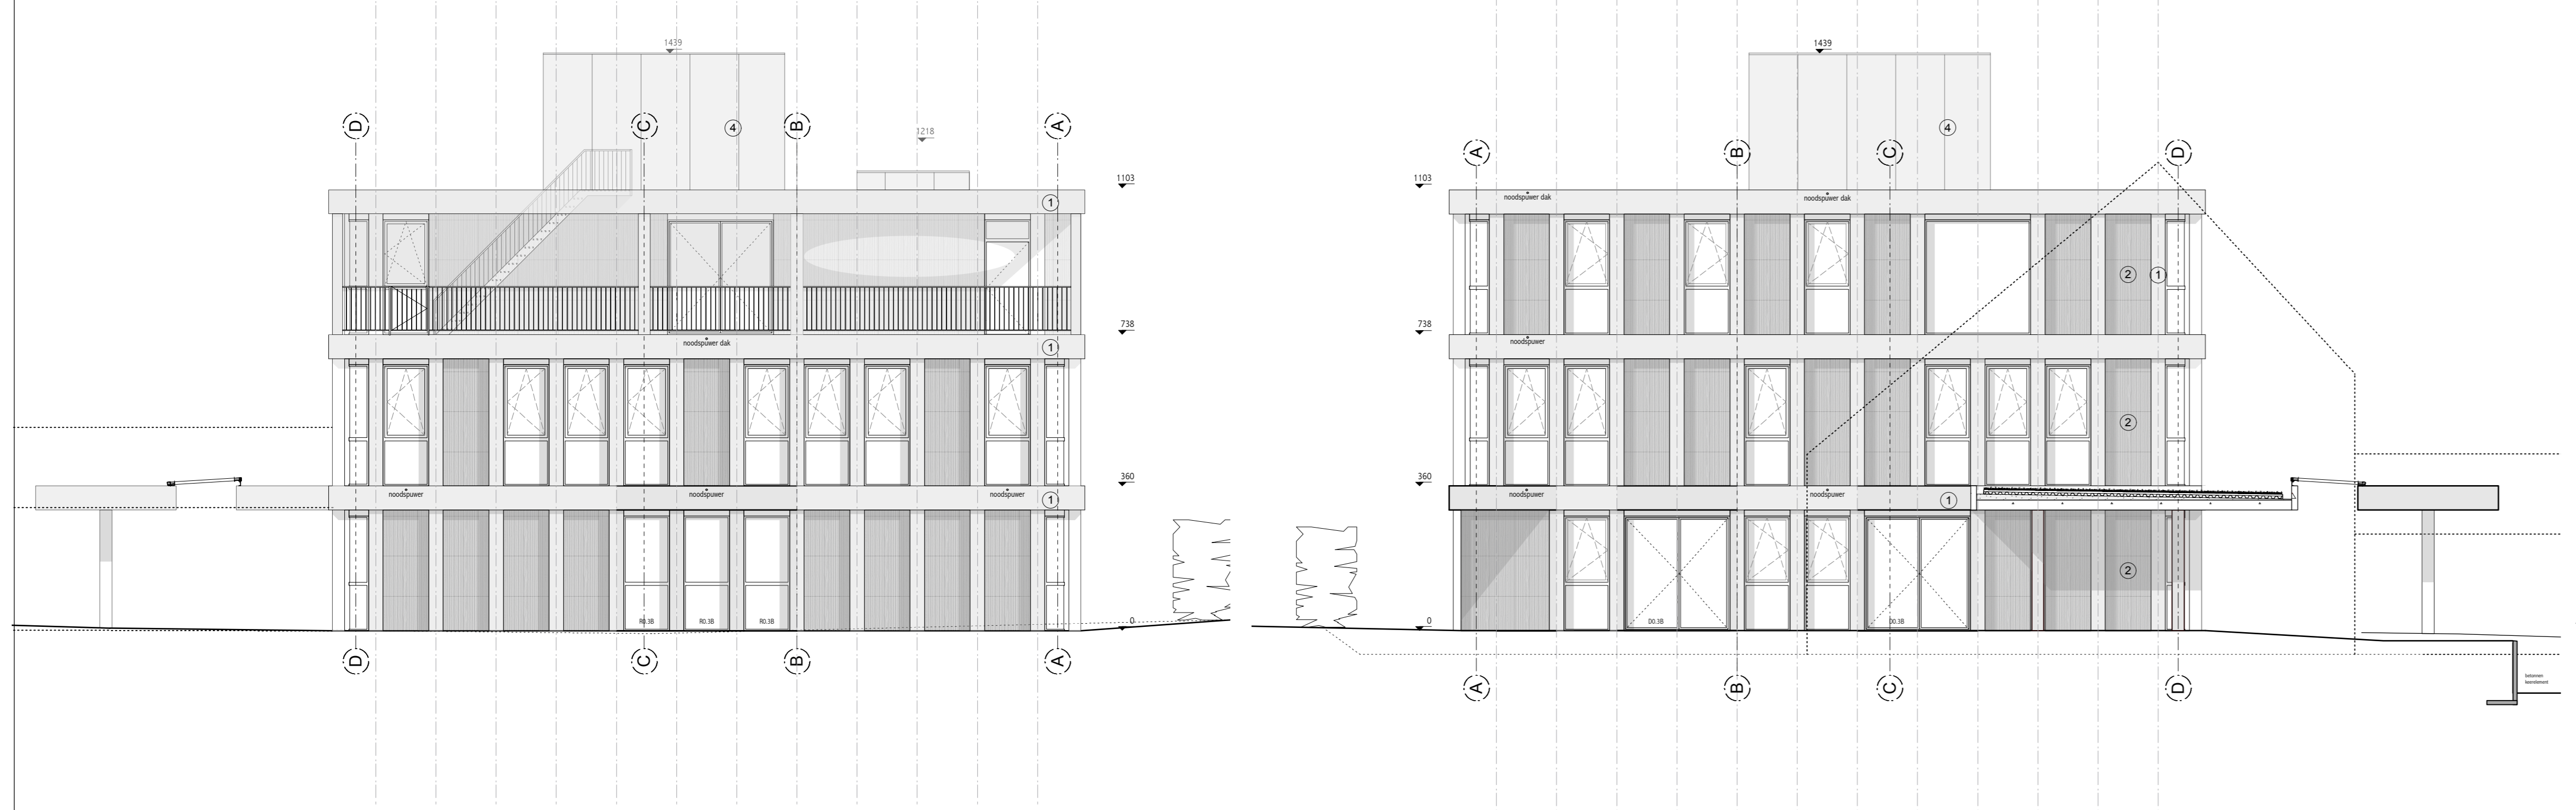 1439
D
C
4
B
1218
A
1103
1
738
noodspuwer dak
1
360
noodspuwer
noodspuwer
noodspuwer
1
R0.3B
R0.3B
R0.3B
0
D
C
B
A
1439
4
A
B
C
D
1103
noodspuwer dak
noodspuwer dak
2
1
738
noodspuwer
2
360
noodspuwer
noodspuwer
1
2
D0.3B
D0.3B
0
betonnen
keerelement
A
B
C
D